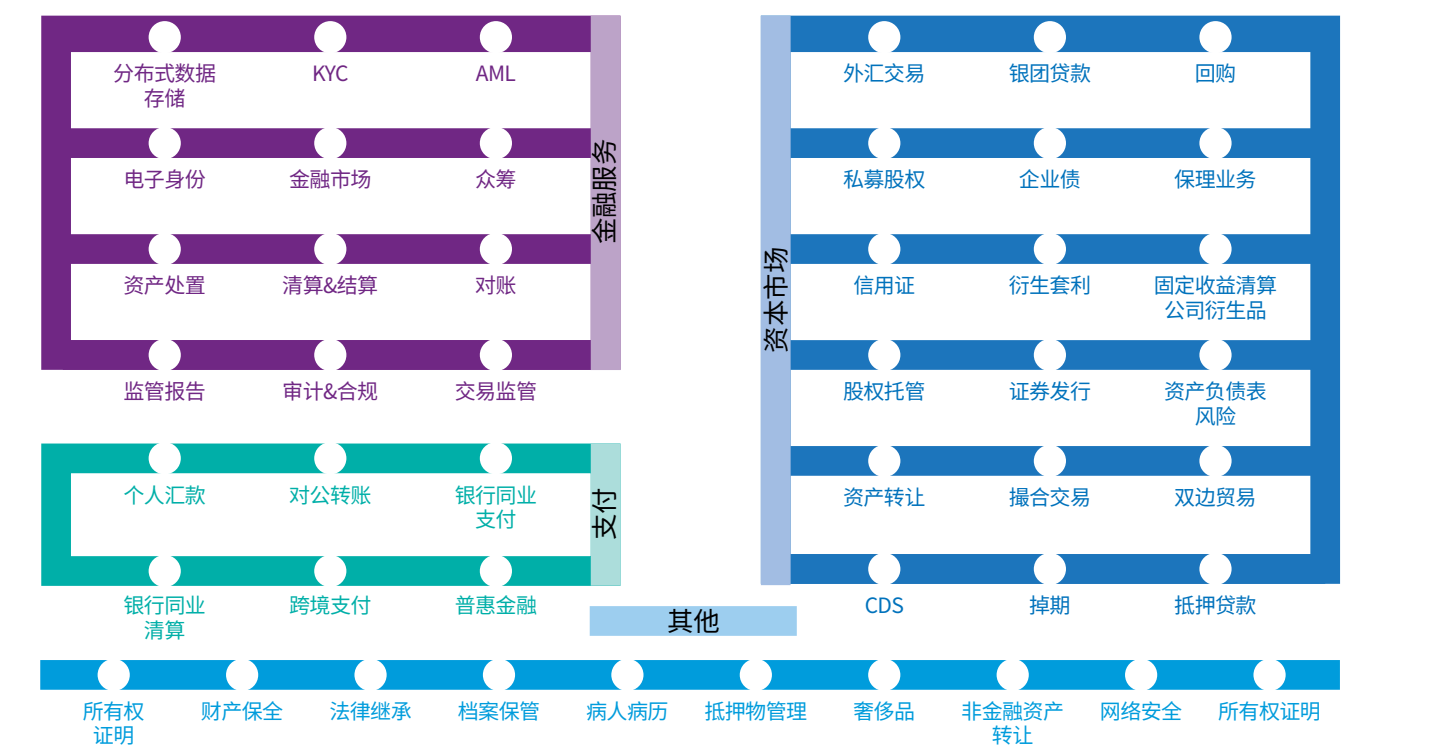 金融服务
分布式数据
存储
KYC
AML
电子身份
金融市场
众筹
资产处置
清算&结算
对账
监管报告
审计&合规
交易监管
支付
个人汇款
对公转账
银行同业
支付
银行同业
清算
跨境支付
普惠金融
资本市场
外汇交易
银团贷款
回购
私募股权
企业债
保理业务
信用证
衍生套利
固定收益清算
公司衍生品
股权托管
证券发行
资产负债表
风险
资产转让
撮合交易
双边贸易
CDS
掉期
抵押贷款
其他
所有权
证明
财产保全
法律继承
档案保管
病人病历
抵押物管理
奢侈品
非金融资产
转让
网络安全
所有权证明